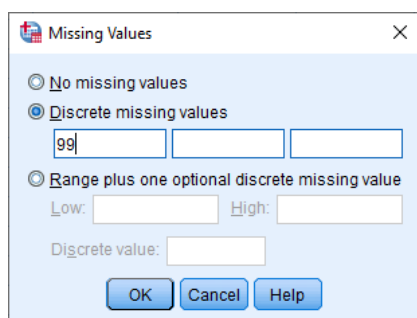 Missing Values
No missing values
Discrete missing values
99
Range plus one optional discrete missing value
Low: High:
Discrete value:
OK Cancel Help